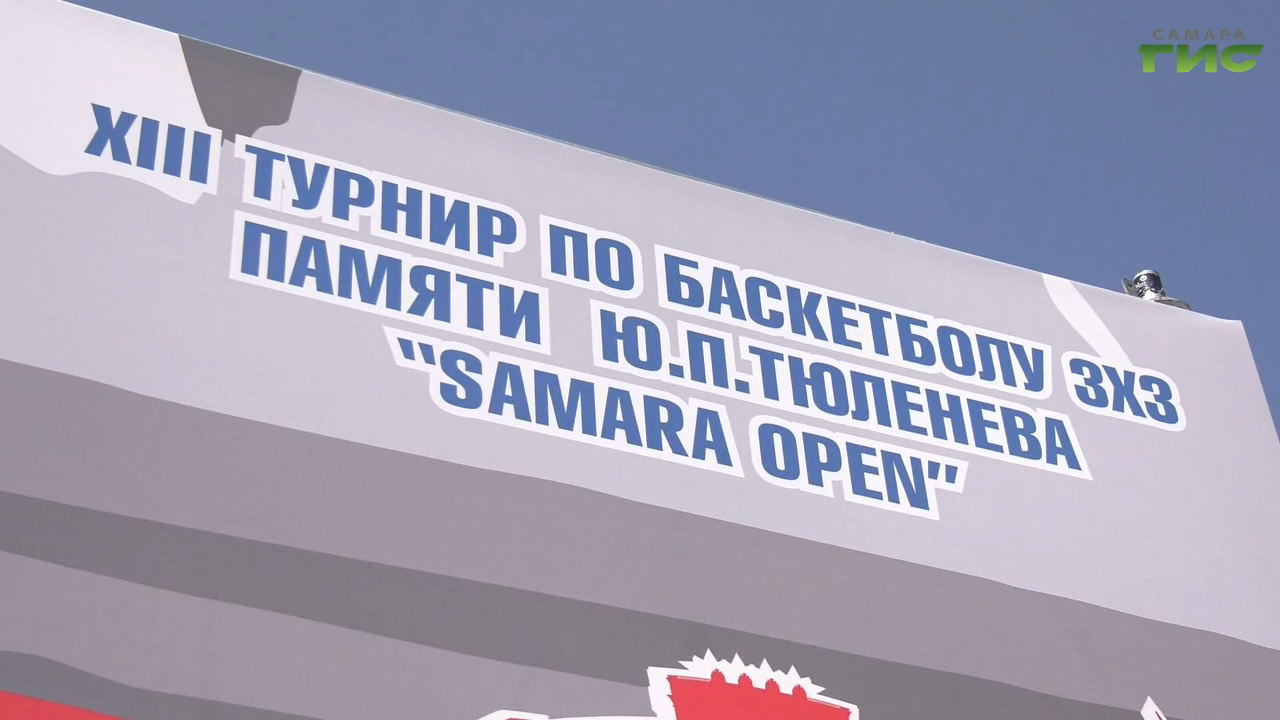 САМАРА
ГИС
XIII ТУРНИР ПО БАСКЕТБОЛУ 3Х3
ПАМЯТИ Ю.П.ТЮЛЕНЕВА
"SAMARA OPEN"